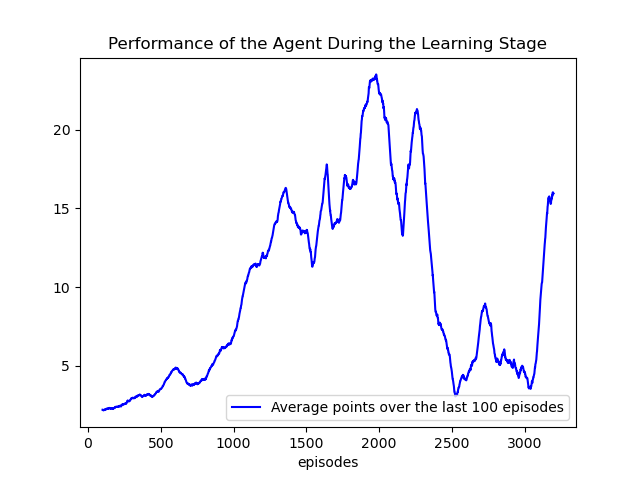 Performance of the Agent During the Learning Stage
20
15
10
5
Average points over the last 100 episodes
0 500 1000 1500 2000 2500 3000
episodes